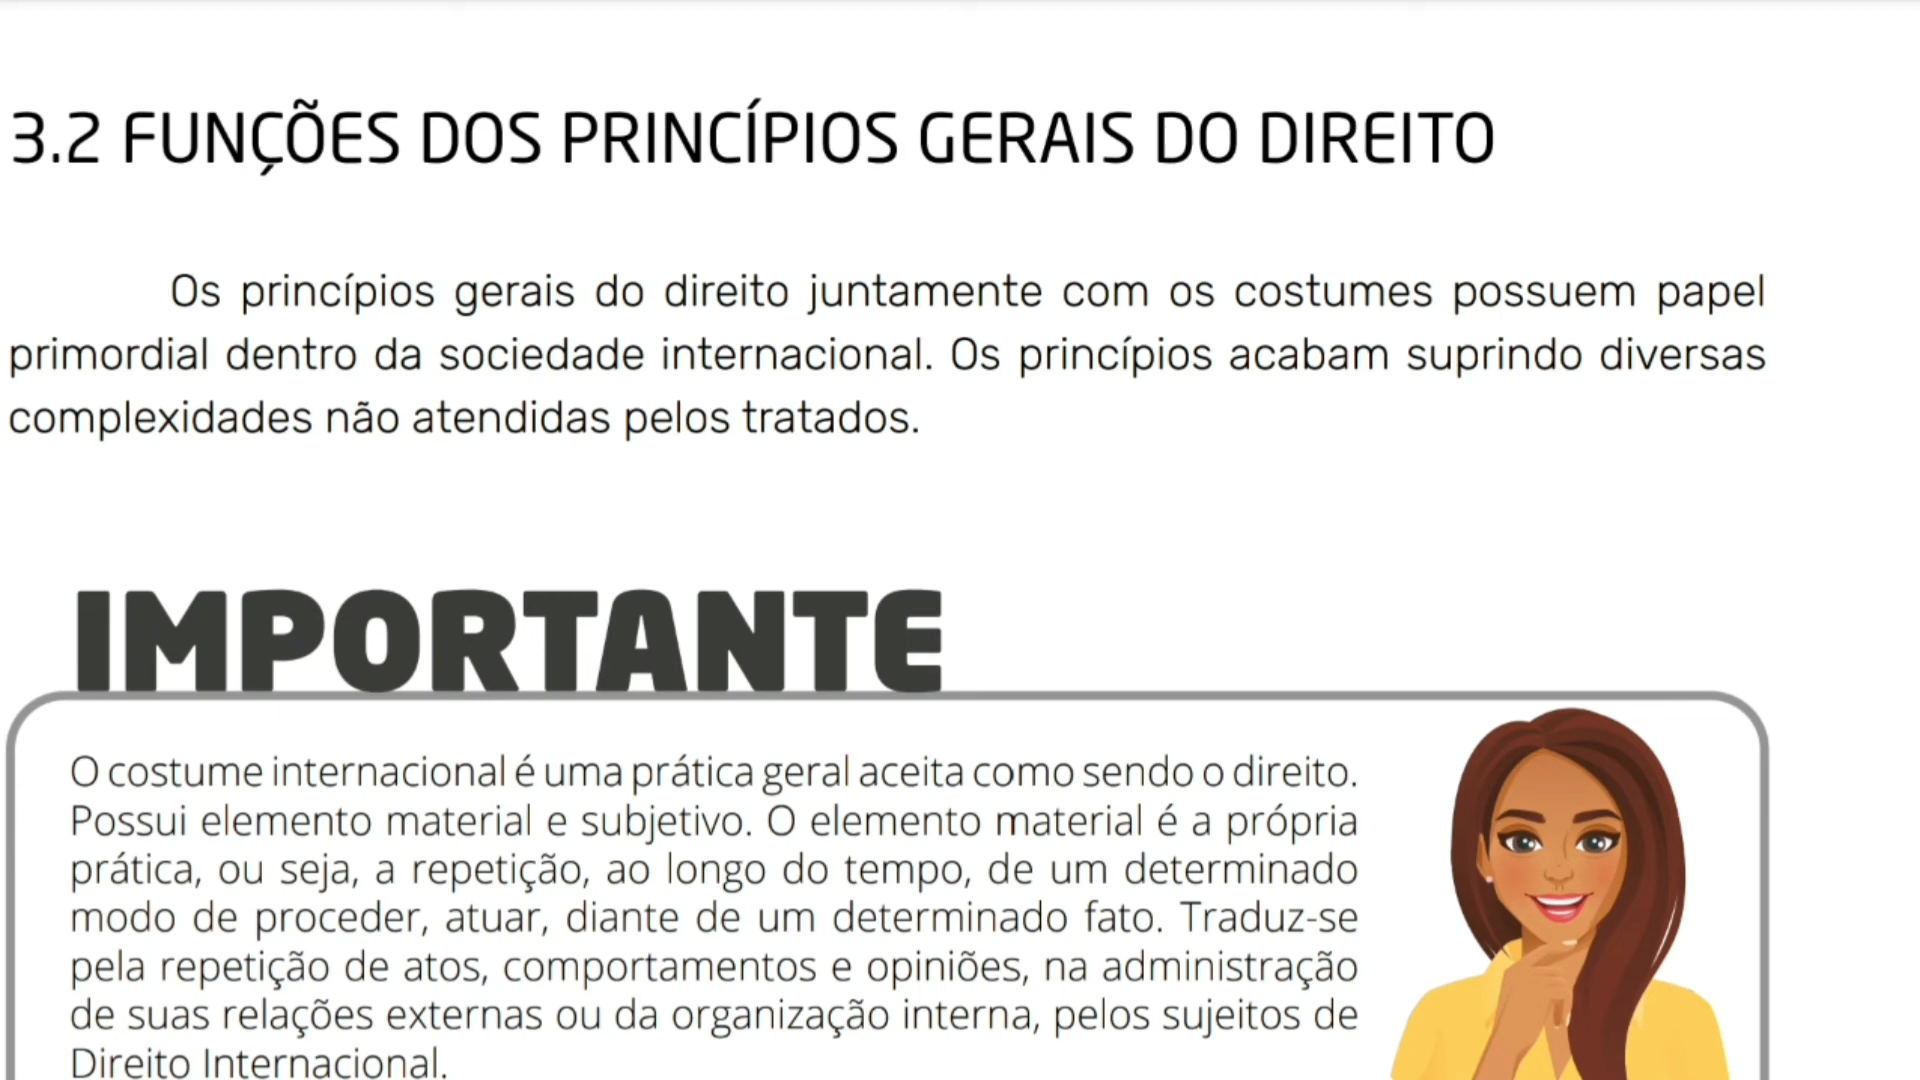 3.2 FUNÇÕES DOS PRINCÍPIOS GERAIS DO DIREITO
Os princípios gerais do direito juntamente com os costumes possuem papel
primordial dentro da sociedade internacional. Os princípios acabam suprindo diversas
complexidades não atendidas pelos tratados.
IMPORTANTE
O costume internacional é uma prática geral aceita como sendo o direito.
Possui elemento material e subjetivo. O elemento material é a própria
prática, ou seja, a repetição, ao longo do tempo, de um determinado
modo de proceder, atuar, diante de um determinado fato. Traduz-se
pela repetição de atos, comportamentos e opiniões, na administração
de suas relações externas ou da organização interna, pelos sujeitos de
Direito Internacional.